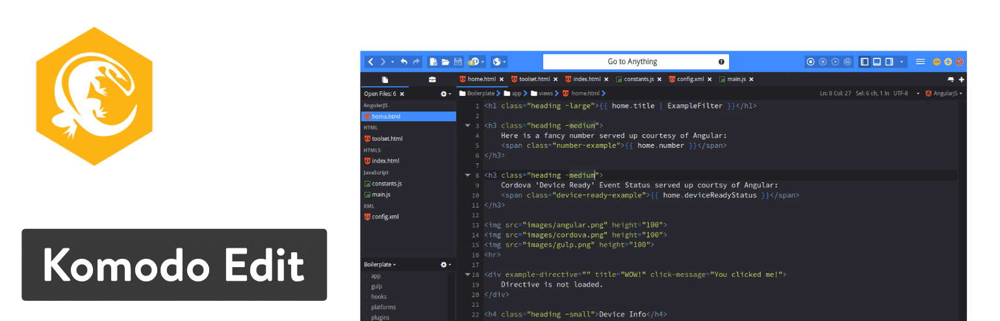 Komodo Edit
Go to Anything
home.html
toolset.html
index.html
constants.js
config.xml
main.js
Open Files: 6
Boilerplate
app
views
home.html
Ln: 8 Col: 27 Sel: 6 ch, 1 ln UTF-8
AngularJS
AngularJS
home.html
HTML
toolset.html
HTML5
index.html
JavaScript
constants.js
main.js
XML
config.xml
Boilerplate
app
gulp
hooks
platforms
plugins
1 <h1 class="heading -large">{{ home.title | ExampleFilter }}</h1>
2
3 <h3 class="heading -medium">
4 Here is a fancy number served up courtesy of Angular:
5 <span class="number-example">{{ home.number }}</span>
6 </h3>
7
8 <h3 class="heading -medium">
9 Cordova 'Device Ready' Event Status served up courtsy of Angular:
10 <span class="device-ready-example">{{ home.deviceReadyStatus }}</span>
11 </h3>
12
13 <img src="images/angular.png" height="100">
14 <img src="images/cordova.png" height="100">
15 <img src="images/gulp.png" height="100">
16 <hr>
17
18 <div example-directive="" title="WOW!" click-message="You clicked me!">
19 Directive is not loaded.
20 </div>
21
22 <h4 class="heading -small">Device Info</h4>